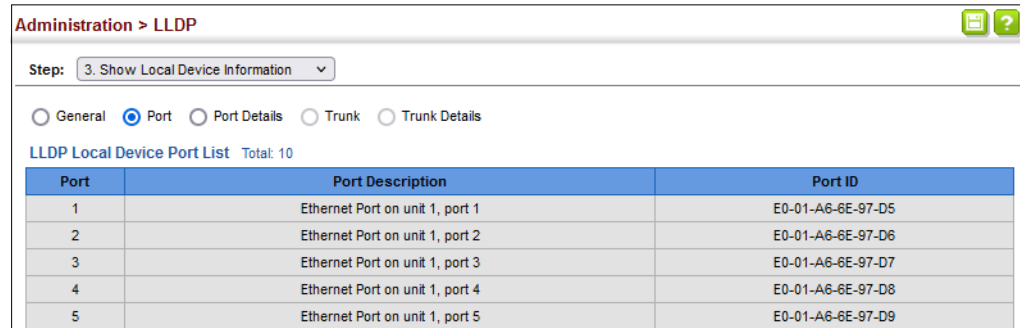 Administration > LLDP
?
Step: 3. Show Local Device Information
General Port Port Details Trunk Trunk Details
LLDP Local Device Port List Total: 10
Port Port Description Port ID
1 Ethernet Port on unit 1, port 1 E0-01-A6-6E-97-D5
2 Ethernet Port on unit 1, port 2 E0-01-A6-6E-97-D6
3 Ethernet Port on unit 1, port 3 E0-01-A6-6E-97-D7
4 Ethernet Port on unit 1, port 4 E0-01-A6-6E-97-D8
5 Ethernet Port on unit 1, port 5 E0-01-A6-6E-97-D9